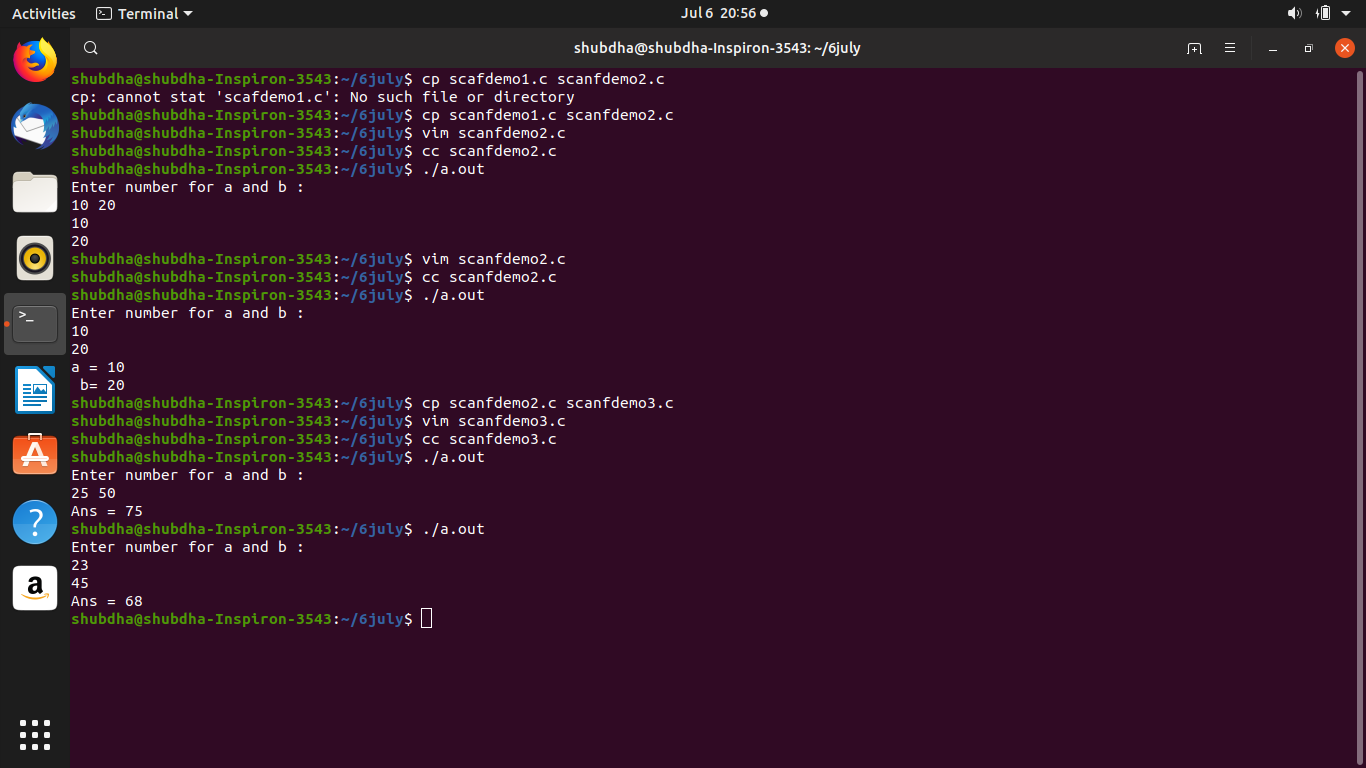 Activities Terminal Jul 6 20:56
shubdha@shubdha-Inspiron-3543: ~/6july
shubdha@shubdha-Inspiron-3543:~/6july$ cp scafdemo1.c scanfdemo2.c
cp: cannot stat 'scafdemo1.c': No such file or directory
shubdha@shubdha-Inspiron-3543:~/6july$ cp scanfdemo1.c scanfdemo2.c
shubdha@shubdha-Inspiron-3543:~/6july$ vim scanfdemo2.c
shubdha@shubdha-Inspiron-3543:~/6july$ cc scanfdemo2.c
shubdha@shubdha-Inspiron-3543:~/6july$ ./a.out
Enter number for a and b :
10 20
10
20
shubdha@shubdha-Inspiron-3543:~/6july$ vim scanfdemo2.c
shubdha@shubdha-Inspiron-3543:~/6july$ cc scanfdemo2.c
shubdha@shubdha-Inspiron-3543:~/6july$ ./a.out
Enter number for a and b :
10
20
a = 10
 b= 20
shubdha@shubdha-Inspiron-3543:~/6july$ cp scanfdemo2.c scanfdemo3.c
shubdha@shubdha-Inspiron-3543:~/6july$ vim scanfdemo3.c
shubdha@shubdha-Inspiron-3543:~/6july$ cc scanfdemo3.c
shubdha@shubdha-Inspiron-3543:~/6july$ ./a.out
Enter number for a and b :
25 50
Ans = 75
shubdha@shubdha-Inspiron-3543:~/6july$ ./a.out
Enter number for a and b :
23
45
Ans = 68
shubdha@shubdha-Inspiron-3543:~/6july$